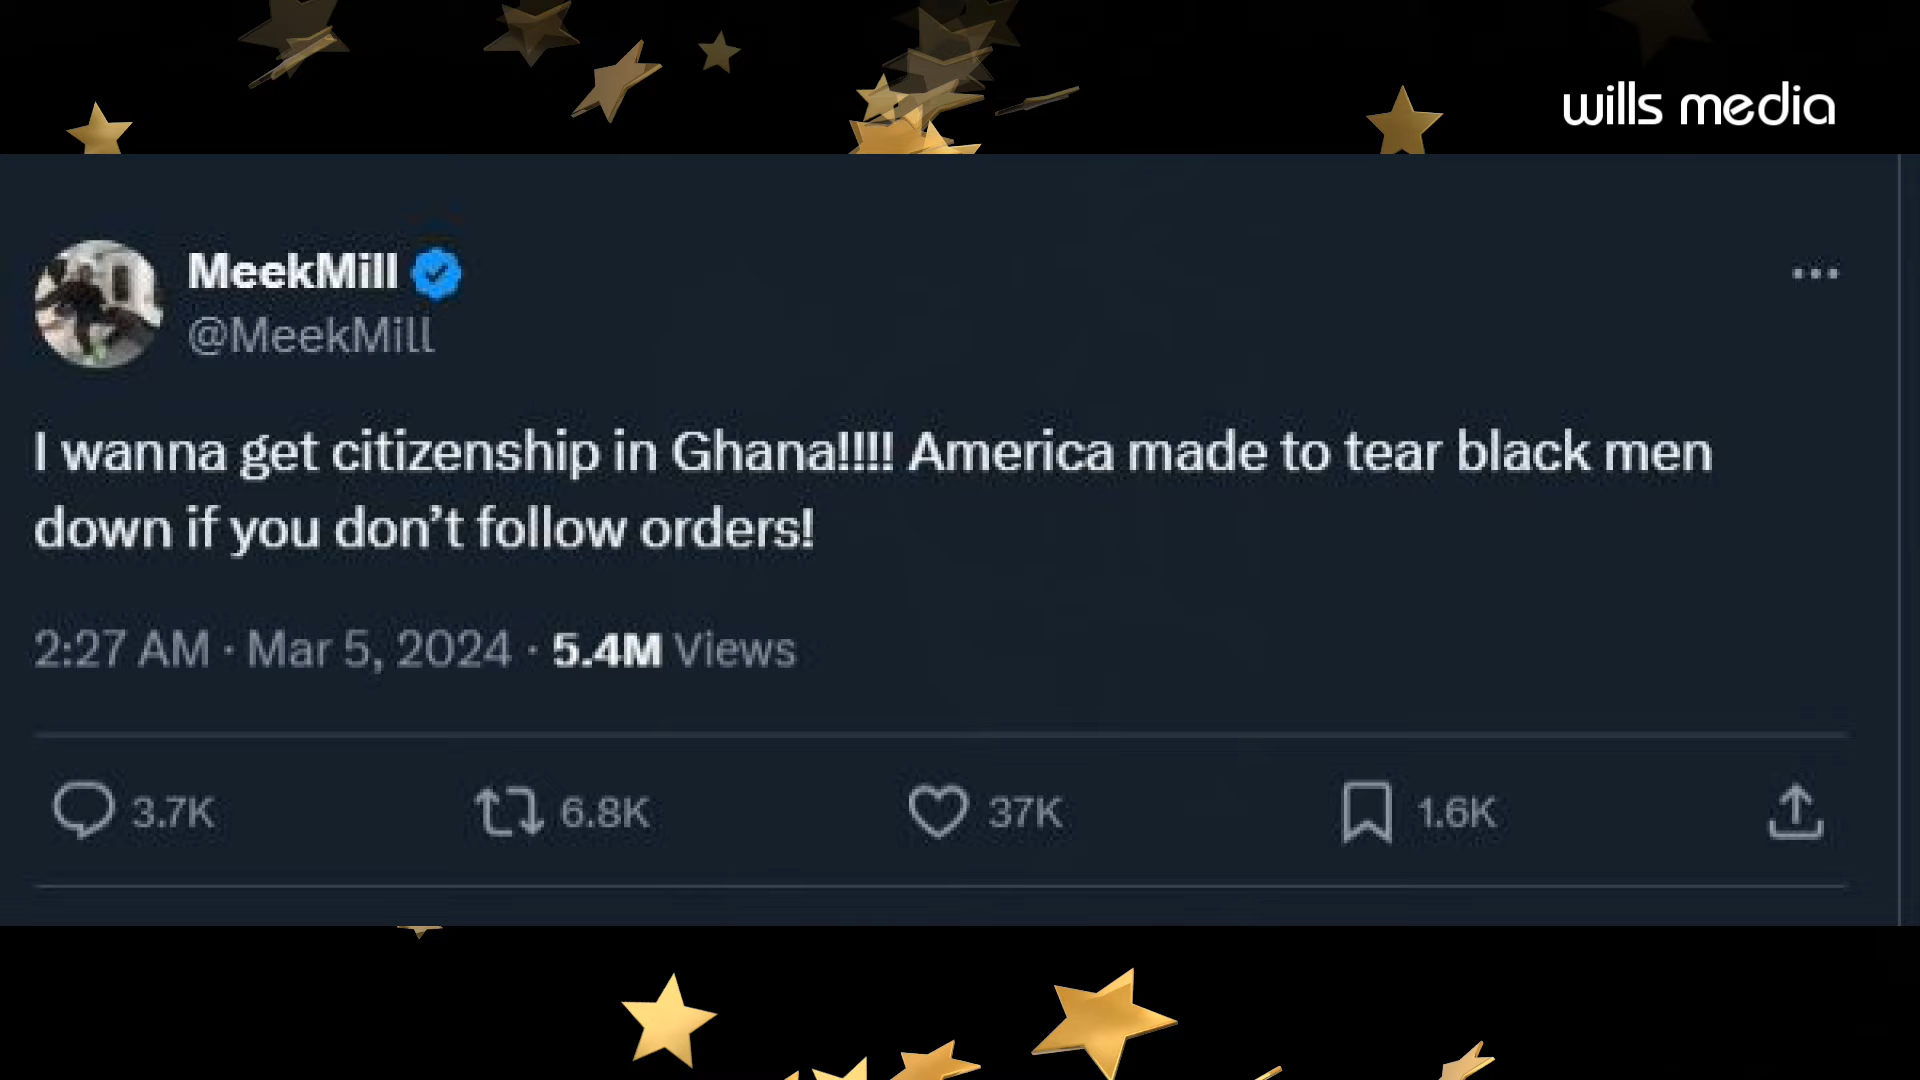 wills media
MeekMill
@MeekMill
I wanna get citizenship in Ghana!!!! America made to tear black men
down if you don’t follow orders!
2:27 AM · Mar 5, 2024 · 5.4M Views
3.7K 6.8K 37K 1.6K